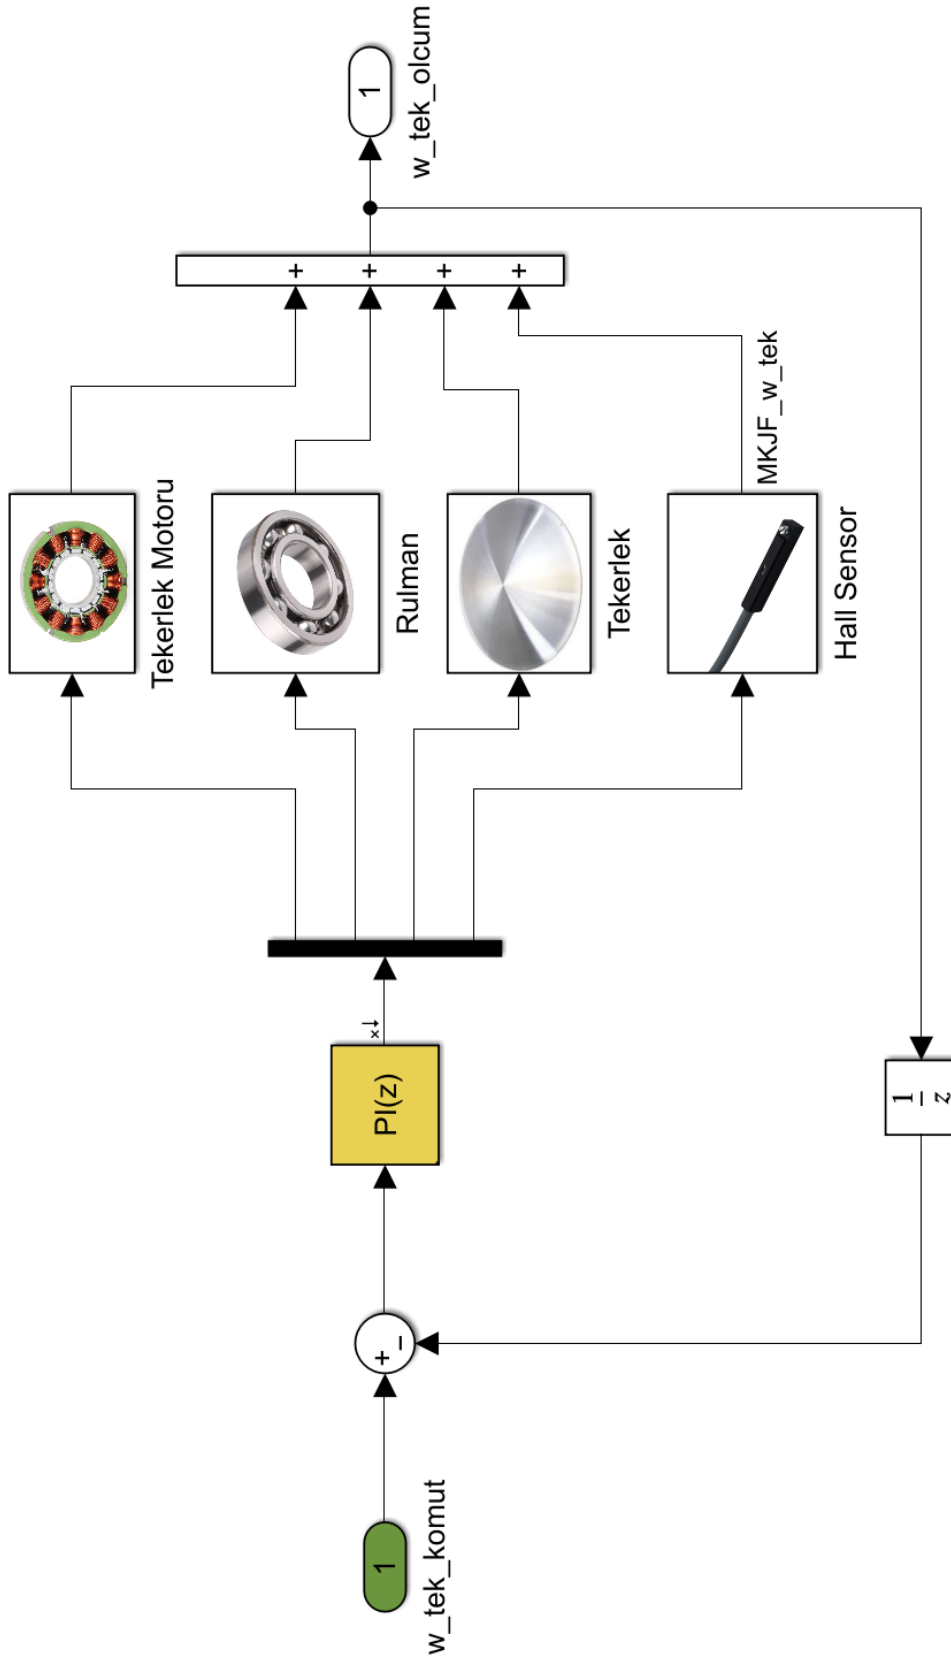 1
w_tek_komut
+
−
PI(z)
Tekerlek Motoru
Rulman
Tekerlek
Hall Sensor
MKJF_w_tek
+
+
+
+
1
w_tek_olcum
1
z